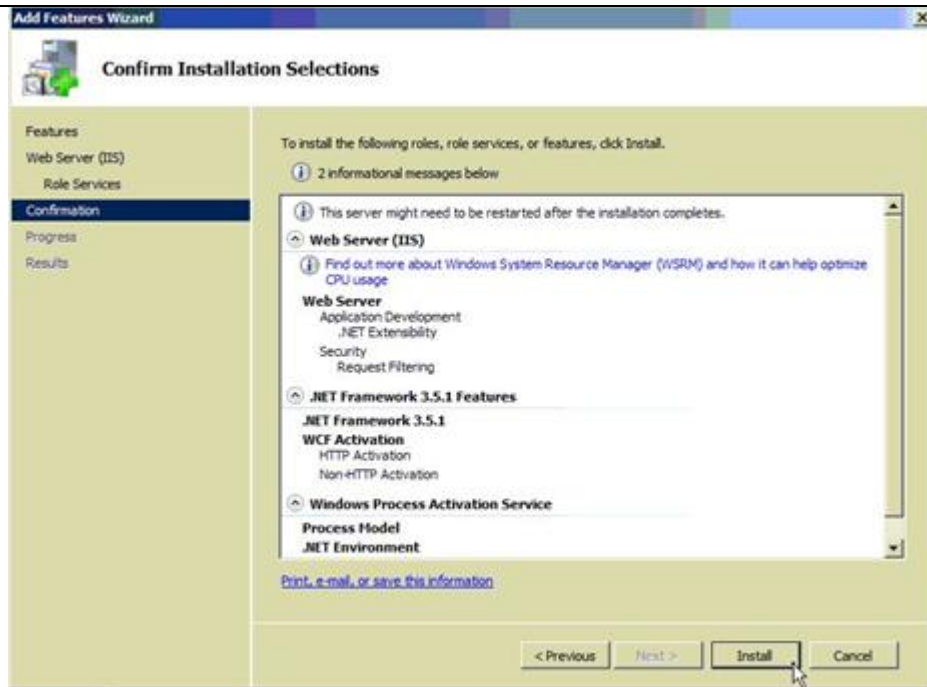 Add Features Wizard
Confirm Installation Selections
Features
Web Server (IIS)
Role Services
Confirmation
Progress
Results
To install the following roles, role services, or features, click Install.
2 informational messages below
This server might need to be restarted after the installation completes.
Web Server (IIS)
Find out more about Windows System Resource Manager (WSRM) and how it can help optimize
CPU usage
Web Server
Application Development
.NET Extensibility
Security
Request Filtering
.NET Framework 3.5.1 Features
.NET Framework 3.5.1
WCF Activation
HTTP Activation
Non-HTTP Activation
Windows Process Activation Service
Process Model
.NET Environment
Print, e-mail, or save this information
< Previous
Next >
Install
Cancel